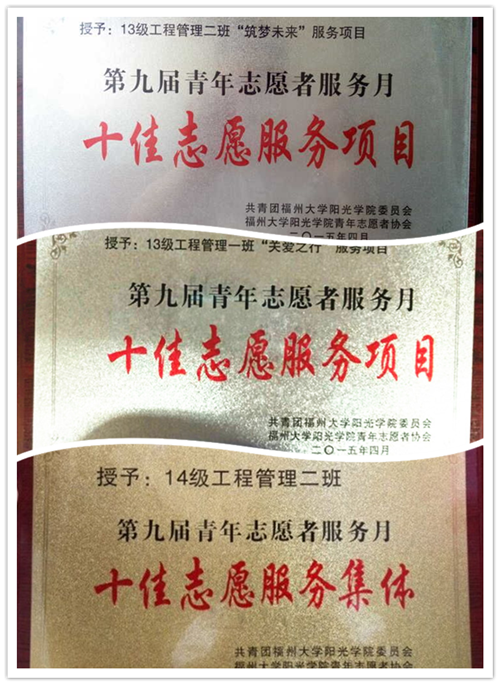 授予：13级工程管理二班“筑梦未来”服务项目
第九届青年志愿者服务月
十佳志愿服务项目
共青团福州大学阳光学院委员会
福州大学阳光学院青年志愿者协会
二〇一五年四月
授予：13级工程管理一班“关爱之行”服务项目
第九届青年志愿者服务月
十佳志愿服务项目
共青团福州大学阳光学院委员会
福州大学阳光学院青年志愿者协会
二〇一五年四月
授予：14级工程管理二班
第九届青年志愿者服务月
十佳志愿服务集体
共青团福州大学阳光学院委员会
福州大学阳光学院青年志愿者协会